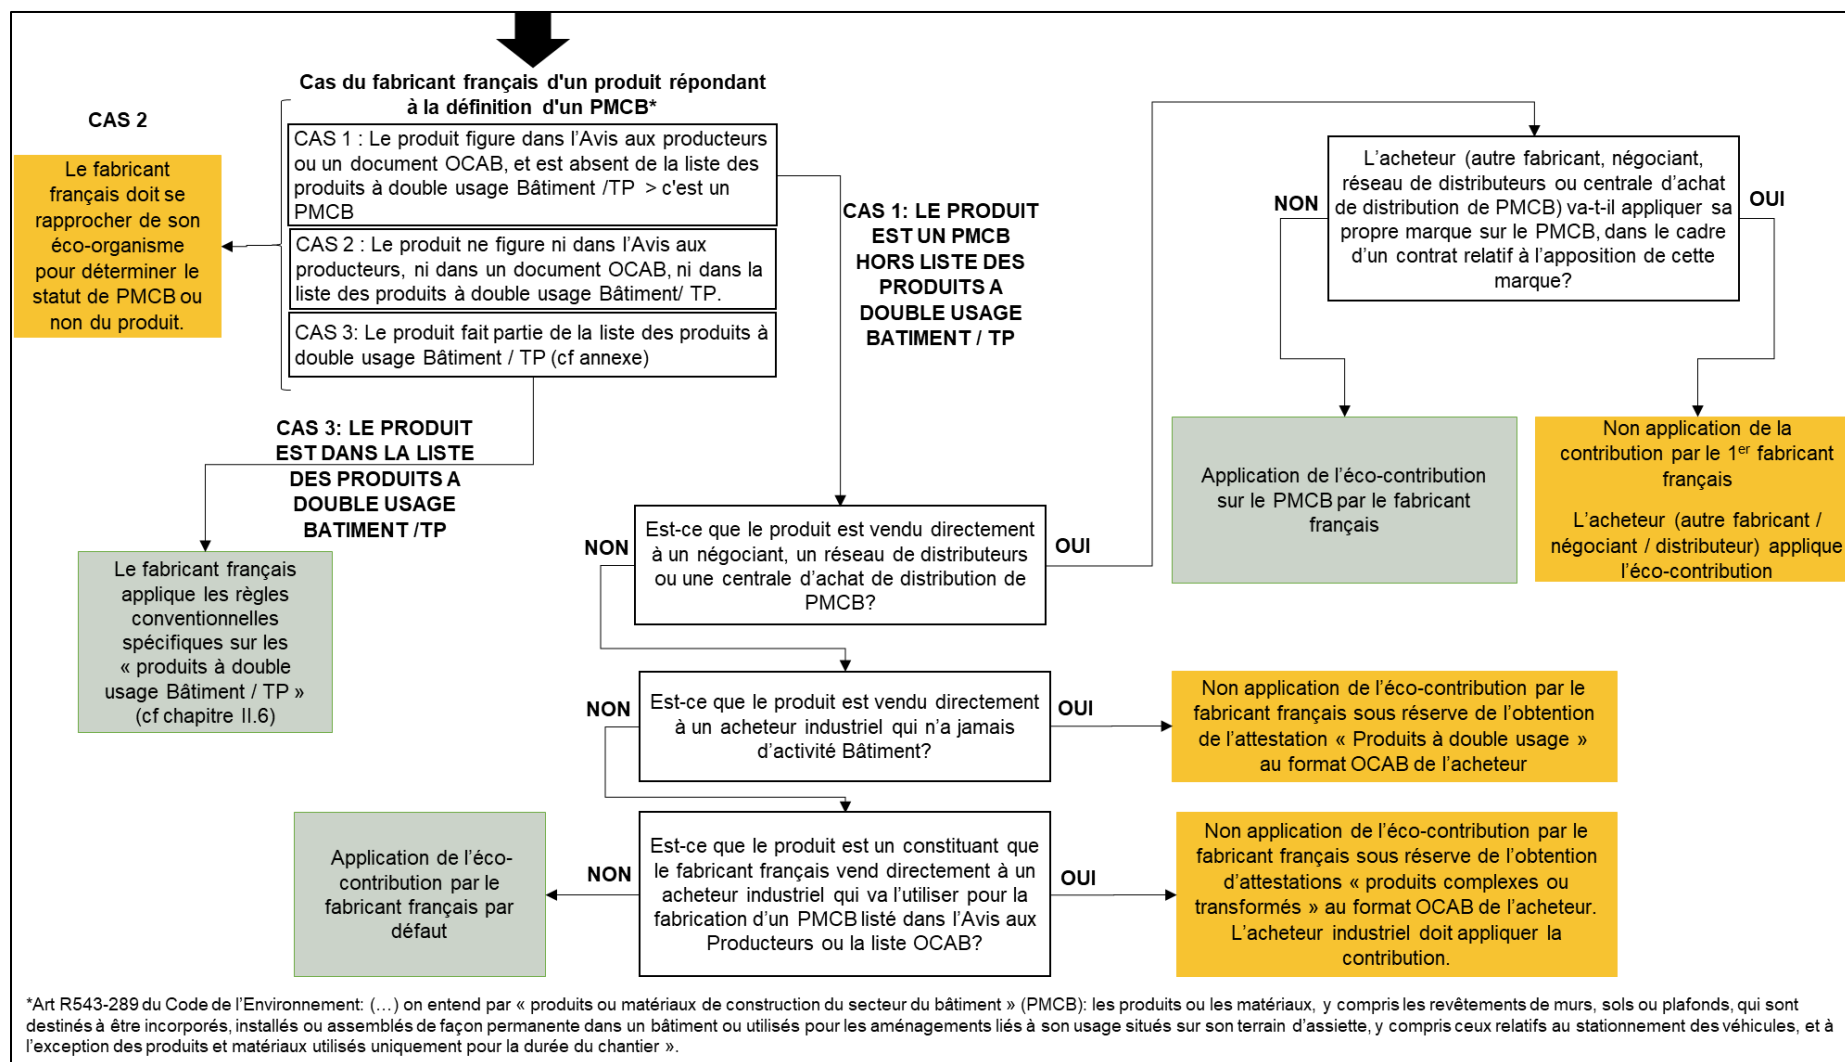 Cas du fabricant français d'un produit répondant
à la définition d'un PMCB*
CAS 2
Le fabricant
français doit se
rapprocher de son
éco-organisme
pour déterminer le
statut de PMCB ou
non du produit.
CAS 1 : Le produit figure dans l’Avis aux producteurs
ou un document OCAB, et est absent de la liste des
produits à double usage Bâtiment /TP > c'est un
PMCB
CAS 2 : Le produit ne figure ni dans l’Avis aux
producteurs, ni dans un document OCAB, ni dans la
liste des produits à double usage Bâtiment/ TP.
CAS 3: Le produit fait partie de la liste des produits à
double usage Bâtiment / TP (cf annexe)
CAS 1: LE PRODUIT
EST UN PMCB
HORS LISTE DES
PRODUITS A
DOUBLE USAGE
BATIMENT / TP
L’acheteur (autre fabricant, négociant,
réseau de distributeurs ou centrale d’achat
de distribution de PMCB) va-t-il appliquer sa
propre marque sur le PMCB, dans le cadre
d’un contrat relatif à l’apposition de cette
marque?
NON
OUI
Application de l’éco-contribution
sur le PMCB par le fabricant
français
Non application de la
contribution par le 1er fabricant
français
L’acheteur (autre fabricant /
négociant / distributeur) applique
l’éco-contribution
CAS 3: LE PRODUIT
EST DANS LA LISTE
DES PRODUITS A
DOUBLE USAGE
BATIMENT /TP
Le fabricant français
applique les règles
conventionnelles
spécifiques sur les
« produits à double
usage Bâtiment / TP »
(cf chapitre II.6)
NON
Est-ce que le produit est vendu directement
à un négociant, un réseau de distributeurs
ou une centrale d’achat de distribution de
PMCB?
OUI
NON
Est-ce que le produit est vendu directement
à un acheteur industriel qui n’a jamais
d’activité Bâtiment?
OUI
Non application de l’éco-contribution par le
fabricant français sous réserve de l’obtention
de l’attestation « Produits à double usage »
au format OCAB de l’acheteur
Application de l’éco-
contribution par le
fabricant français par
défaut
NON
Est-ce que le produit est un constituant que
le fabricant français vend directement à un
acheteur industriel qui va l’utiliser pour la
fabrication d’un PMCB listé dans l’Avis aux
Producteurs ou la liste OCAB?
OUI
Non application de l’éco-contribution par le
fabricant français sous réserve de l’obtention
d’attestations « produits complexes ou
transformés » au format OCAB de l’acheteur.
L’acheteur industriel doit appliquer la
contribution.
*Art R543-289 du Code de l’Environnement: (…) on entend par « produits ou matériaux de construction du secteur du bâtiment » (PMCB): les produits ou les matériaux, y compris les revêtements de murs, sols ou plafonds, qui sont
destinés à être incorporés, installés ou assemblés de façon permanente dans un bâtiment ou utilisés pour les aménagements liés à son usage situés sur son terrain d’assiette, y compris ceux relatifs au stationnement des véhicules, et à
l’exception des produits et matériaux utilisés uniquement pour la durée du chantier ».